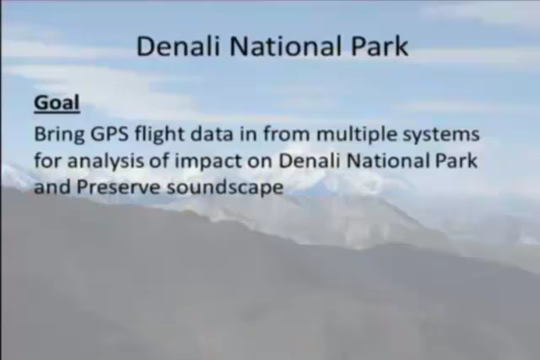 Denali National Park
Goal
Bring GPS flight data in from multiple systems
for analysis of impact on Denali National Park
and Preserve soundscape